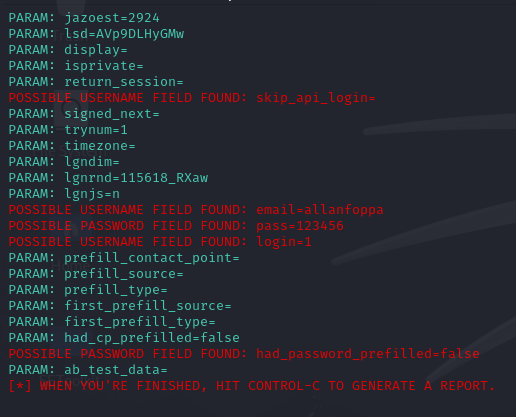 PARAM: jazoest=2924
PARAM: lsd=AVp9DLHyGMw
PARAM: display=
PARAM: isprivate=
PARAM: return_session=
POSSIBLE USERNAME FIELD FOUND: skip_api_login=
PARAM: signed_next=
PARAM: trynum=1
PARAM: timezone=
PARAM: lgndim=
PARAM: lgnrnd=115618_RXaw
PARAM: lgnjs=n
POSSIBLE USERNAME FIELD FOUND: email=allanfoppa
POSSIBLE PASSWORD FIELD FOUND: pass=123456
POSSIBLE USERNAME FIELD FOUND: login=1
PARAM: prefill_contact_point=
PARAM: prefill_source=
PARAM: prefill_type=
PARAM: first_prefill_source=
PARAM: first_prefill_type=
PARAM: had_cp_prefilled=false
POSSIBLE PASSWORD FIELD FOUND: had_password_prefilled=false
PARAM: ab_test_data=
[*] WHEN YOU'RE FINISHED, HIT CONTROL-C TO GENERATE A REPORT.